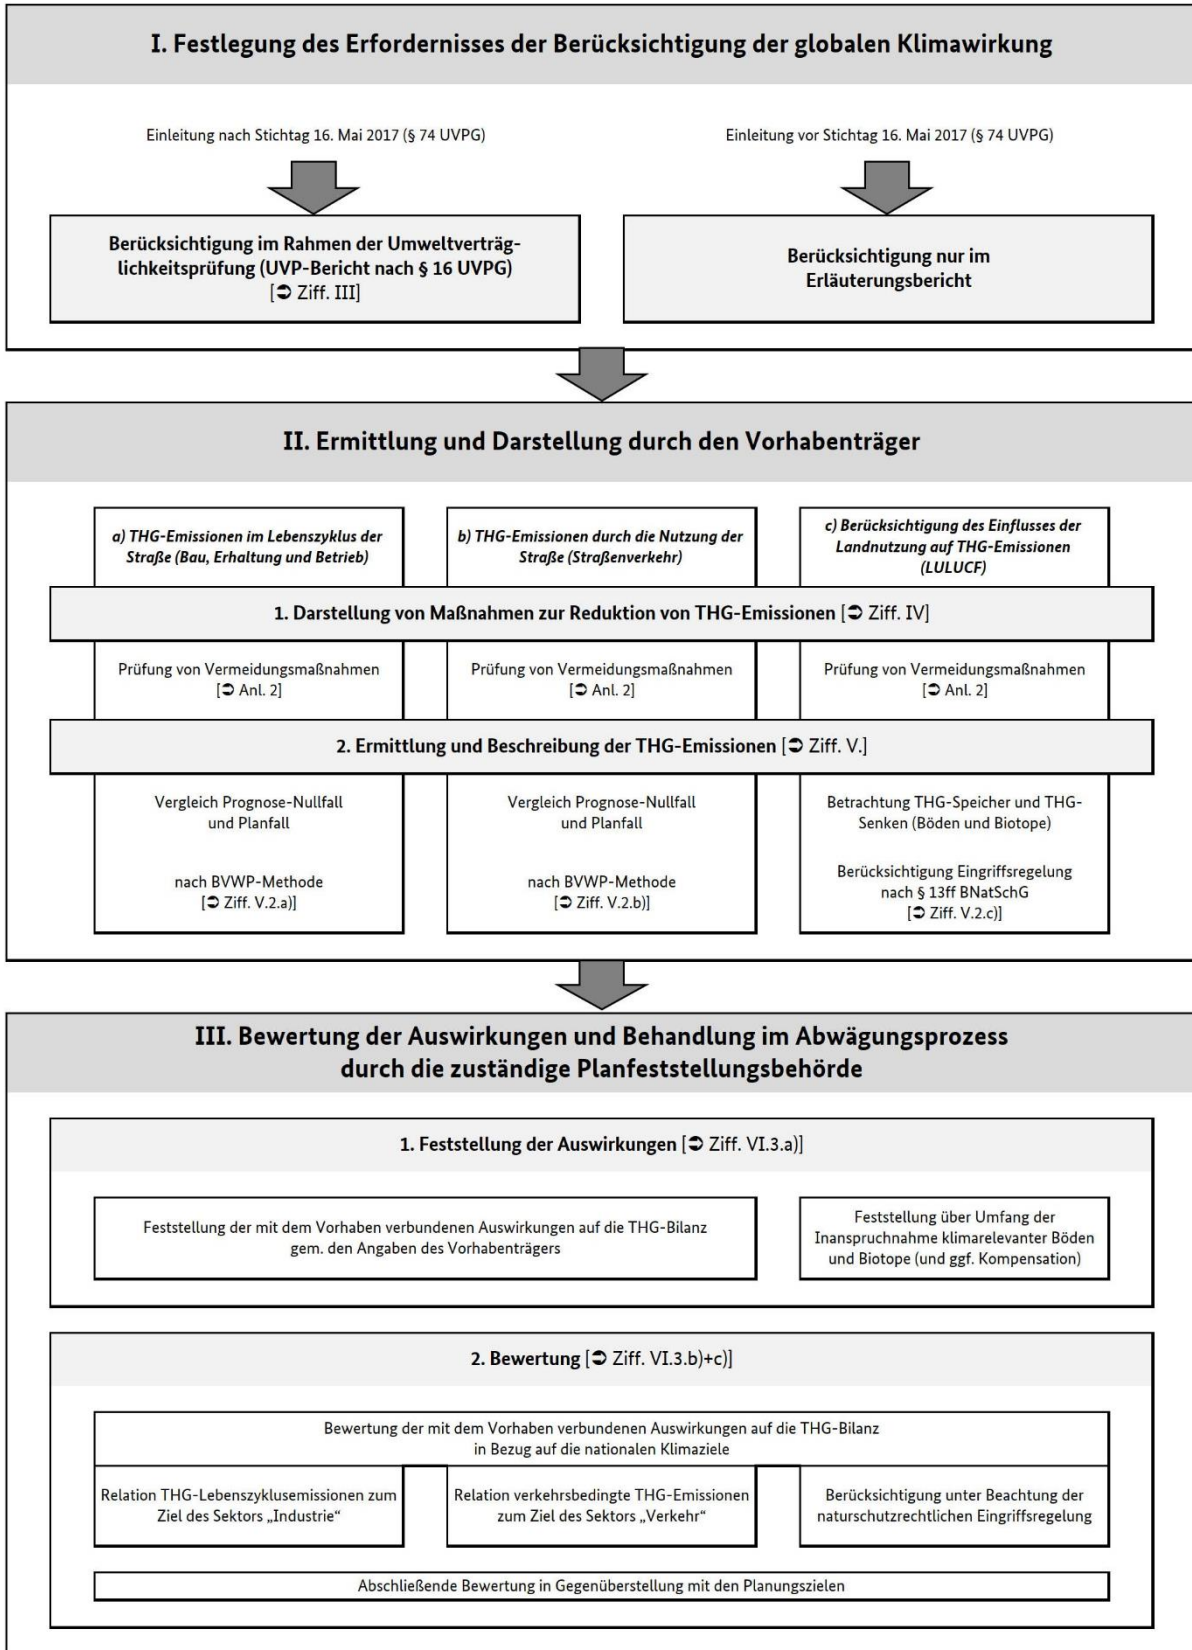 I. Festlegung des Erfordernisses der Berücksichtigung der globalen Klimawirkung
Einleitung nach Stichtag 16. Mai 2017 (§ 74 UVPG)
Einleitung vor Stichtag 16. Mai 2017 (§ 74 UVPG)
Berücksichtigung im Rahmen der Umweltverträg-
lichkeitsprüfung (UVP-Bericht nach § 16 UVPG)
[➲ Ziff. III]
Berücksichtigung nur im
Erläuterungsbericht
II. Ermittlung und Darstellung durch den Vorhabenträger
a) THG-Emissionen im Lebenszyklus der
Straße (Bau, Erhaltung und Betrieb)
b) THG-Emissionen durch die Nutzung der
Straße (Straßenverkehr)
c) Berücksichtigung des Einflusses der
Landnutzung auf THG-Emissionen
(LULUCF)
1. Darstellung von Maßnahmen zur Reduktion von THG-Emissionen [➲ Ziff. IV]
Prüfung von Vermeidungsmaßnahmen
[➲ Anl. 2]
Prüfung von Vermeidungsmaßnahmen
[➲ Anl. 2]
Prüfung von Vermeidungsmaßnahmen
[➲ Anl. 2]
2. Ermittlung und Beschreibung der THG-Emissionen [➲ Ziff. V.]
Vergleich Prognose-Nullfall
und Planfall
nach BVWP-Methode
[➲ Ziff. V.2.a)]
Vergleich Prognose-Nullfall
und Planfall
nach BVWP-Methode
[➲ Ziff. V.2.b)]
Betrachtung THG-Speicher und THG-
Senken (Böden und Biotope)
Berücksichtigung Eingriffsregelung
nach § 13ff BNatSchG
[➲ Ziff. V.2.c)]
III. Bewertung der Auswirkungen und Behandlung im Abwägungsprozess
durch die zuständige Planfeststellungsbehörde
1. Feststellung der Auswirkungen [➲ Ziff. VI.3.a)]
Feststellung der mit dem Vorhaben verbundenen Auswirkungen auf die THG-Bilanz
gem. den Angaben des Vorhabenträgers
Feststellung über Umfang der
Inanspruchnahme klimarelevanter Böden
und Biotope (und ggf. Kompensation)
2. Bewertung [➲ Ziff. VI.3.b)+c)]
Bewertung der mit dem Vorhaben verbundenen Auswirkungen auf die THG-Bilanz
in Bezug auf die nationalen Klimaziele
Relation THG-Lebenszyklusemissionen zum
Ziel des Sektors „Industrie“
Relation verkehrsbedingte THG-Emissionen
zum Ziel des Sektors „Verkehr“
Berücksichtigung unter Beachtung der
naturschutzrechtlichen Eingriffsregelung
Abschließende Bewertung in Gegenüberstellung mit den Planungszielen